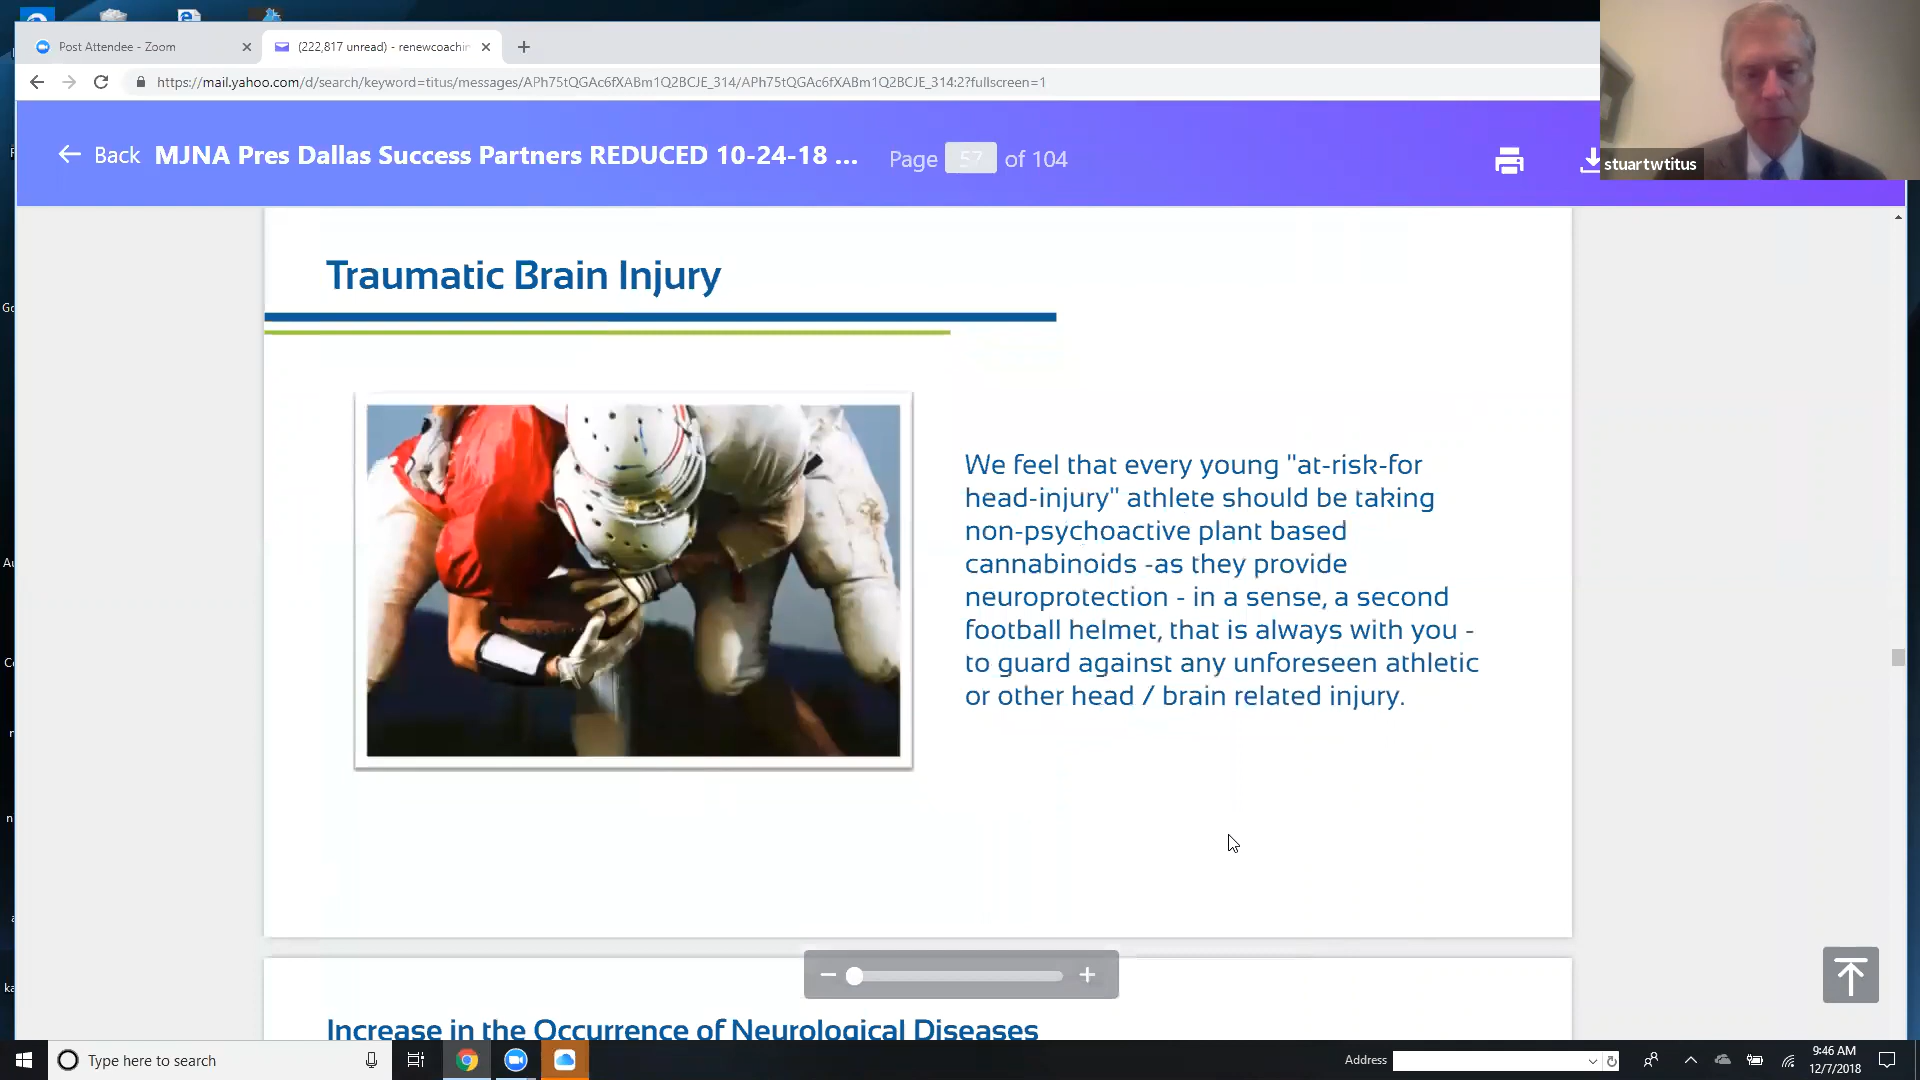 Post Attendee - Zoom
(222,817 unread) - renewcoachin
https://mail.yahoo.com/d/search/keyword=titus/messages/APh75tQGAc6fXABm1Q2BCJE_314/APh75tQGAc6fXABm1Q2BCJE_314:2?fullscreen=1
Back MJNA Pres Dallas Success Partners REDUCED 10-24-18 ... Page 57 of 104
stuartwtitus
Traumatic Brain Injury
We feel that every young "at-risk-for
head-injury" athlete should be taking
non-psychoactive plant based
cannabinoids -as they provide
neuroprotection - in a sense, a second
football helmet, that is always with you -
to guard against any unforeseen athletic
or other head / brain related injury.
Increase in the Occurrence of Neurological Diseases
Type here to search
Address
9:46 AM
12/7/2018